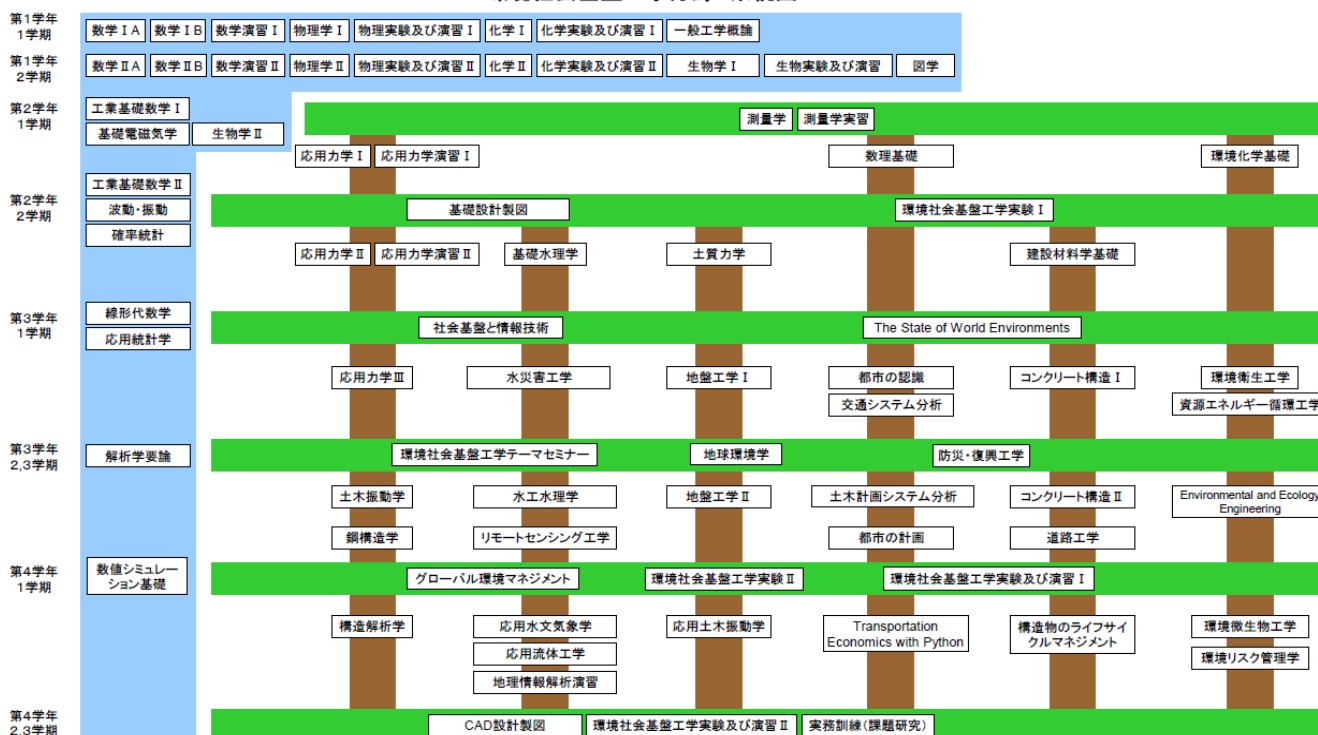 第1学年
1学期
数学ⅠA 数学ⅠB 数学演習Ⅰ 物理学Ⅰ 物理実験及び演習Ⅰ 化学Ⅰ 化学実験及び演習Ⅰ 一般工学概論
第1学年
2学期
数学ⅡA 数学ⅡB 数学演習Ⅱ 物理学Ⅱ 物理実験及び演習Ⅱ 化学Ⅱ 化学実験及び演習Ⅱ 生物学Ⅰ 生物実験及び演習 図学
第2学年
1学期
工業基礎数学Ⅰ
基礎電磁気学 生物学Ⅱ
測量学 測量学実習
応用力学Ⅰ 応用力学演習Ⅰ 数理基礎 環境化学基礎
第2学年
2学期
工業基礎数学Ⅱ
波動・振動
確率統計
基礎設計製図 環境社会基盤工学実験Ⅰ
応用力学Ⅱ 応用力学演習Ⅱ 基礎水理学 土質力学 建設材料学基礎
第3学年
1学期
線形代数学
応用統計学
社会基盤と情報技術 The State of World Environments
応用力学Ⅲ 水災害工学 地盤工学Ⅰ 都市の認識 コンクリート構造Ⅰ 環境衛生工学
交通システム分析 資源エネルギー循環工学
第3学年
2,3学期
解析学要論 環境社会基盤工学テーマセミナー 地球環境学 防災・復興工学
土木振動学 水工水理学 地盤工学Ⅱ 土木計画システム分析 コンクリート構造Ⅱ
Environmental and Ecology
Engineering
鋼構造学 リモートセンシング工学 都市の計画 道路工学
第4学年
1学期
数値シミュレー
ション基礎
グローバル環境マネジメント 環境社会基盤工学実験Ⅱ 環境社会基盤工学実験及び演習Ⅰ
構造解析学 応用水文気象学 応用土木振動学
Transportation
Economics with Python
構造物のライフサイ
クルマネジメント
環境微生物工学
応用流体工学 環境リスク管理学
地理情報解析演習
第4学年
2,3学期
CAD設計製図 環境社会基盤工学実験及び演習Ⅱ 実務訓練(課題研究)